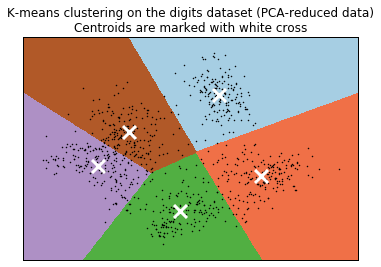 K-means clustering on the digits dataset (PCA-reduced data)
Centroids are marked with white cross